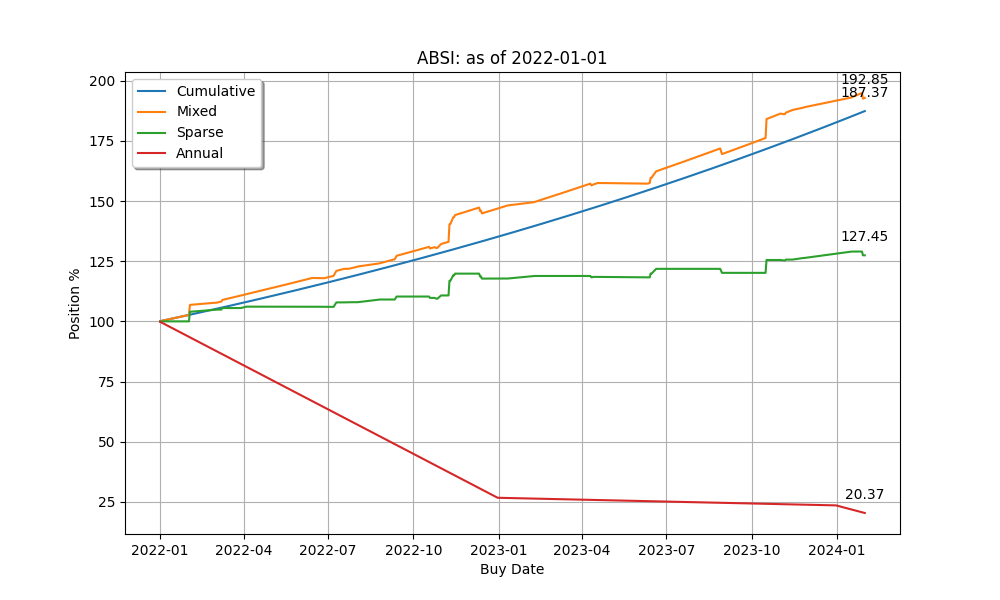 ABSI: as of 2022-01-01
Cumulative
Mixed
Sparse
Annual
192.85
187.37
127.45
20.37
200
175
150
125
100
75
50
25
Position %
2022-01 2022-04 2022-07 2022-10 2023-01 2023-04 2023-07 2023-10 2024-01
Buy Date